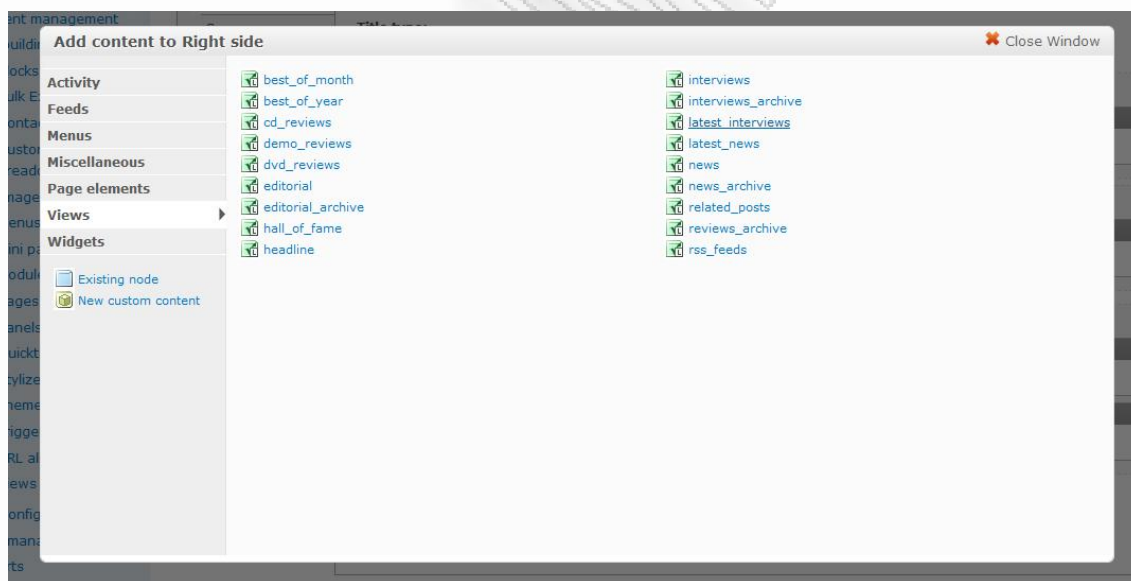 Add content to Right side
Close Window
Activity
Feeds
Menus
Miscellaneous
Page elements
Views
Widgets
Existing node
New custom content
best_of_month
best_of_year
cd_reviews
demo_reviews
dvd_reviews
editorial
editorial_archive
hall_of_fame
headline
interviews
interviews_archive
latest_interviews
latest_news
news
news_archive
related_posts
reviews_archive
rss_feeds